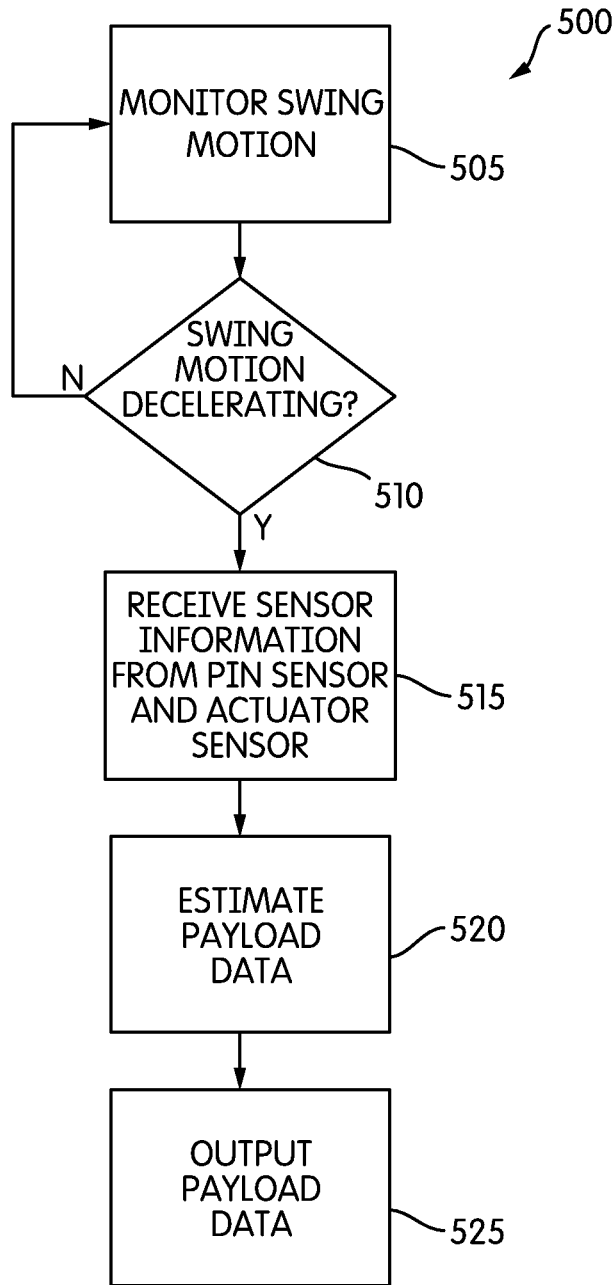 500
MONITOR SWING
MOTION
505
SWING
MOTION
DECELERATING?
N
510
Y
RECEIVE SENSOR
INFORMATION
FROM PIN SENSOR
AND ACTUATOR
SENSOR
515
ESTIMATE
PAYLOAD
DATA
520
OUTPUT
PAYLOAD
DATA
525